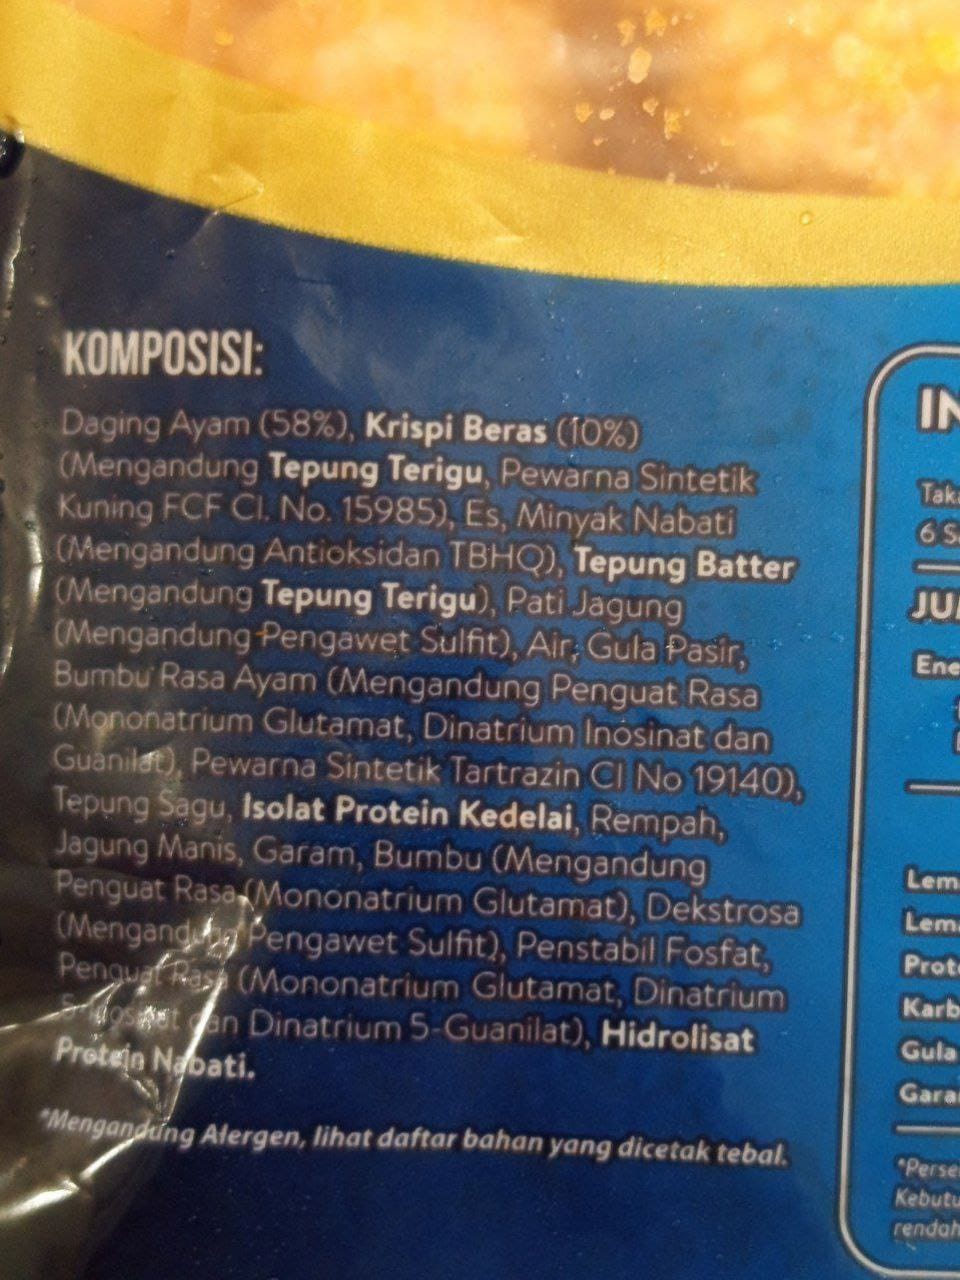 KOMPOSISI:
Daging Ayam (58%), Krispi Beras (10%)
(Mengandung Tepung Terigu, Pewarna Sintetik
Kuning FCF CI. No. 15985), Es, Minyak Nabati
(Mengandung Antioksidan TBHQ), Tepung Batter
(Mengandung Tepung Terigu), Pati Jagung
(Mengandung Pengawet Sulfit), Air, Gula Pasir,
Bumbu Rasa Ayam (Mengandung Penguat Rasa
(Mononatrium Glutamat, Dinatrium Inosinat dan
Guanilat), Pewarna Sintetik Tartrazin CI No 19140),
Tepung Sagu, Isolat Protein Kedelai, Rempah,
Jagung Manis, Garam, Bumbu (Mengandung
Penguat Rasa (Mononatrium Glutamat), Dekstrosa
(Mengandung Pengawet Sulfit), Penstabil Fosfat,
Penguat Rasa (Mononatrium Glutamat, Dinatrium
dan Dinatrium 5-Guanilat), Hidrolisat
Protein Nabati.
*Mengandung Alergen, lihat daftar bahan yang dicetak tebal.
IN
Taka
6 S
JUM
Ene
Lem
Lema
Prote
Karb
Gula
Gara
*Perse
Kebutu
rendah